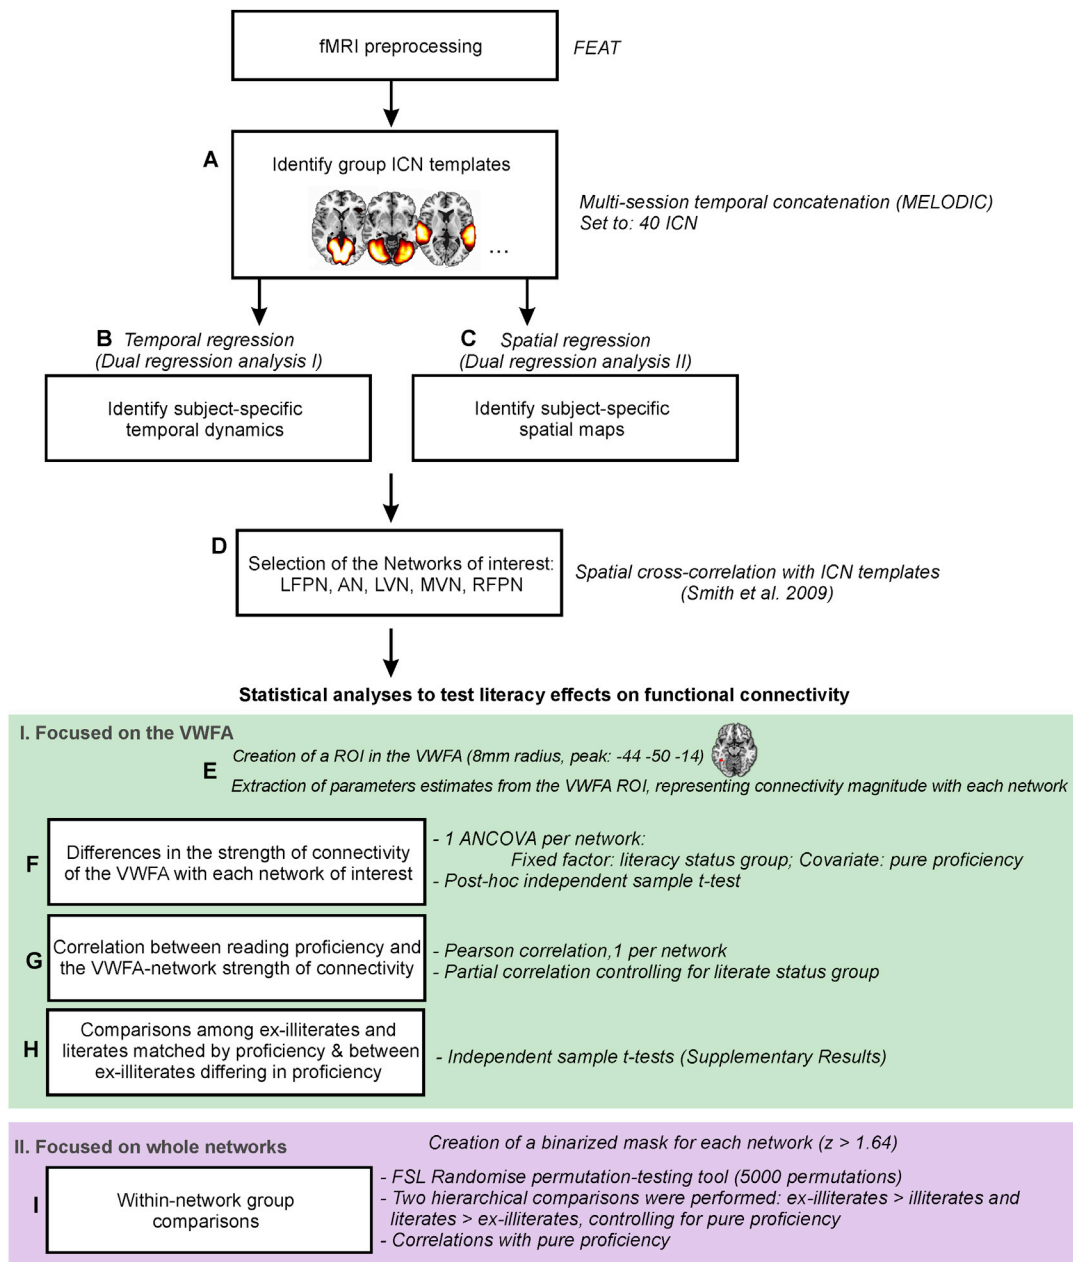 fMRI preprocessing
FEAT
A
Identify group ICN templates
...
Multi-session temporal concatenation (MELODIC)
Set to: 40 ICN
B
Temporal regression
(Dual regression analysis I)
Identify subject-specific
temporal dynamics
C
Spatial regression
(Dual regression analysis II)
Identify subject-specific
spatial maps
D
Selection of the Networks of interest:
LFPN, AN, LVN, MVN, RFPN
Spatial cross-correlation with ICN templates
(Smith et al. 2009)
Statistical analyses to test literacy effects on functional connectivity
I. Focused on the VWFA
E
Creation of a ROI in the VWFA (8mm radius, peak: -44 -50 -14)
Extraction of parameters estimates from the VWFA ROI, representing connectivity magnitude with each network
F
Differences in the strength of connectivity
of the VWFA with each network of interest
- 1 ANCOVA per network:
Fixed factor: literacy status group; Covariate: pure proficiency
- Post-hoc independent sample t-test
G
Correlation between reading proficiency and
the VWFA-network strength of connectivity
- Pearson correlation,1 per network
- Partial correlation controlling for literate status group
H
Comparisons among ex-illiterates and
literates matched by proficiency & between
ex-illiterates differing in proficiency
- Independent sample t-tests (Supplementary Results)
II. Focused on whole networks
Creation of a binarized mask for each network (z > 1.64)
I
Within-network group
comparisons
- FSL Randomise permutation-testing tool (5000 permutations)
- Two hierarchical comparisons were performed: ex-illiterates > illiterates and
literates > ex-illiterates, controlling for pure proficiency
- Correlations with pure proficiency